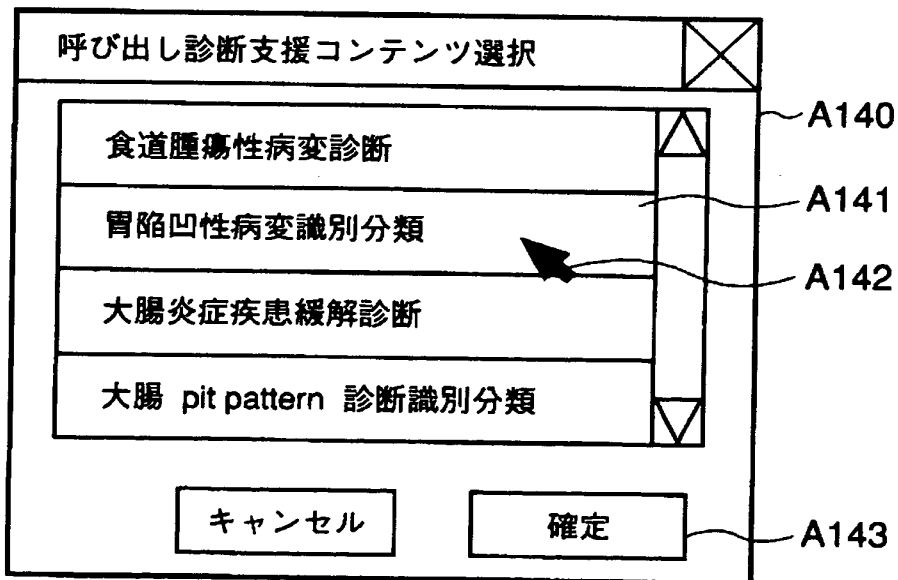 呼び出し診断支援コンテンツ選択
A140
食道腫瘍性病変診断
A141
胃陥凹性病変識別分類
A142
大腸炎症疾患緩解診断
大腸 pit pattern 診断識別分類
キャンセル
確定
A143